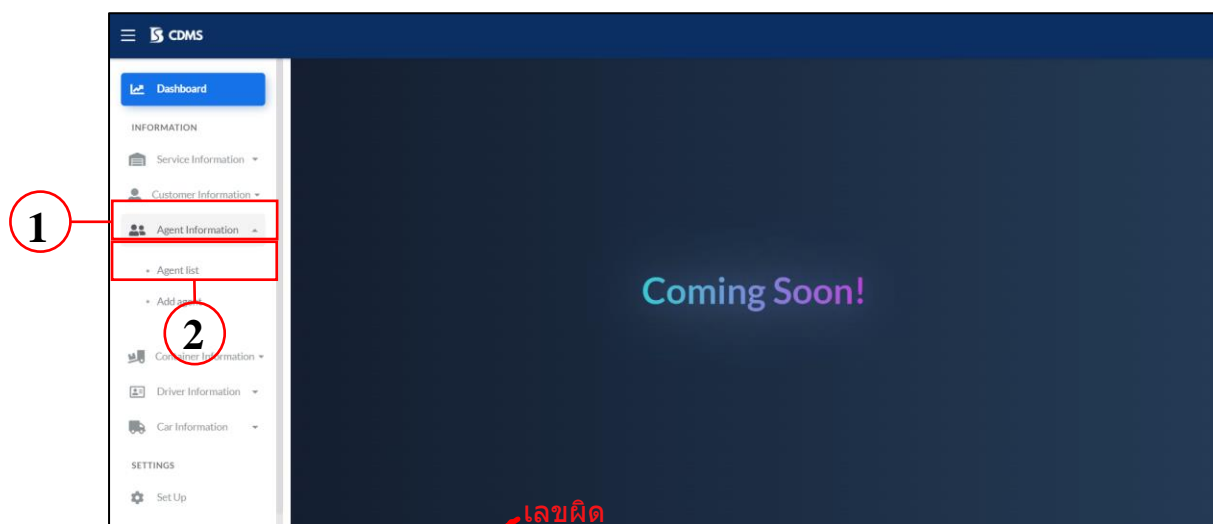 CDMS
Dashboard
INFORMATION
Service Information
Customer Information
1
Agent Information
Agent list
Add agent
2
Container Information
Driver Information
Car Information
SETTINGS
Set Up
Coming Soon!
เลขผิด